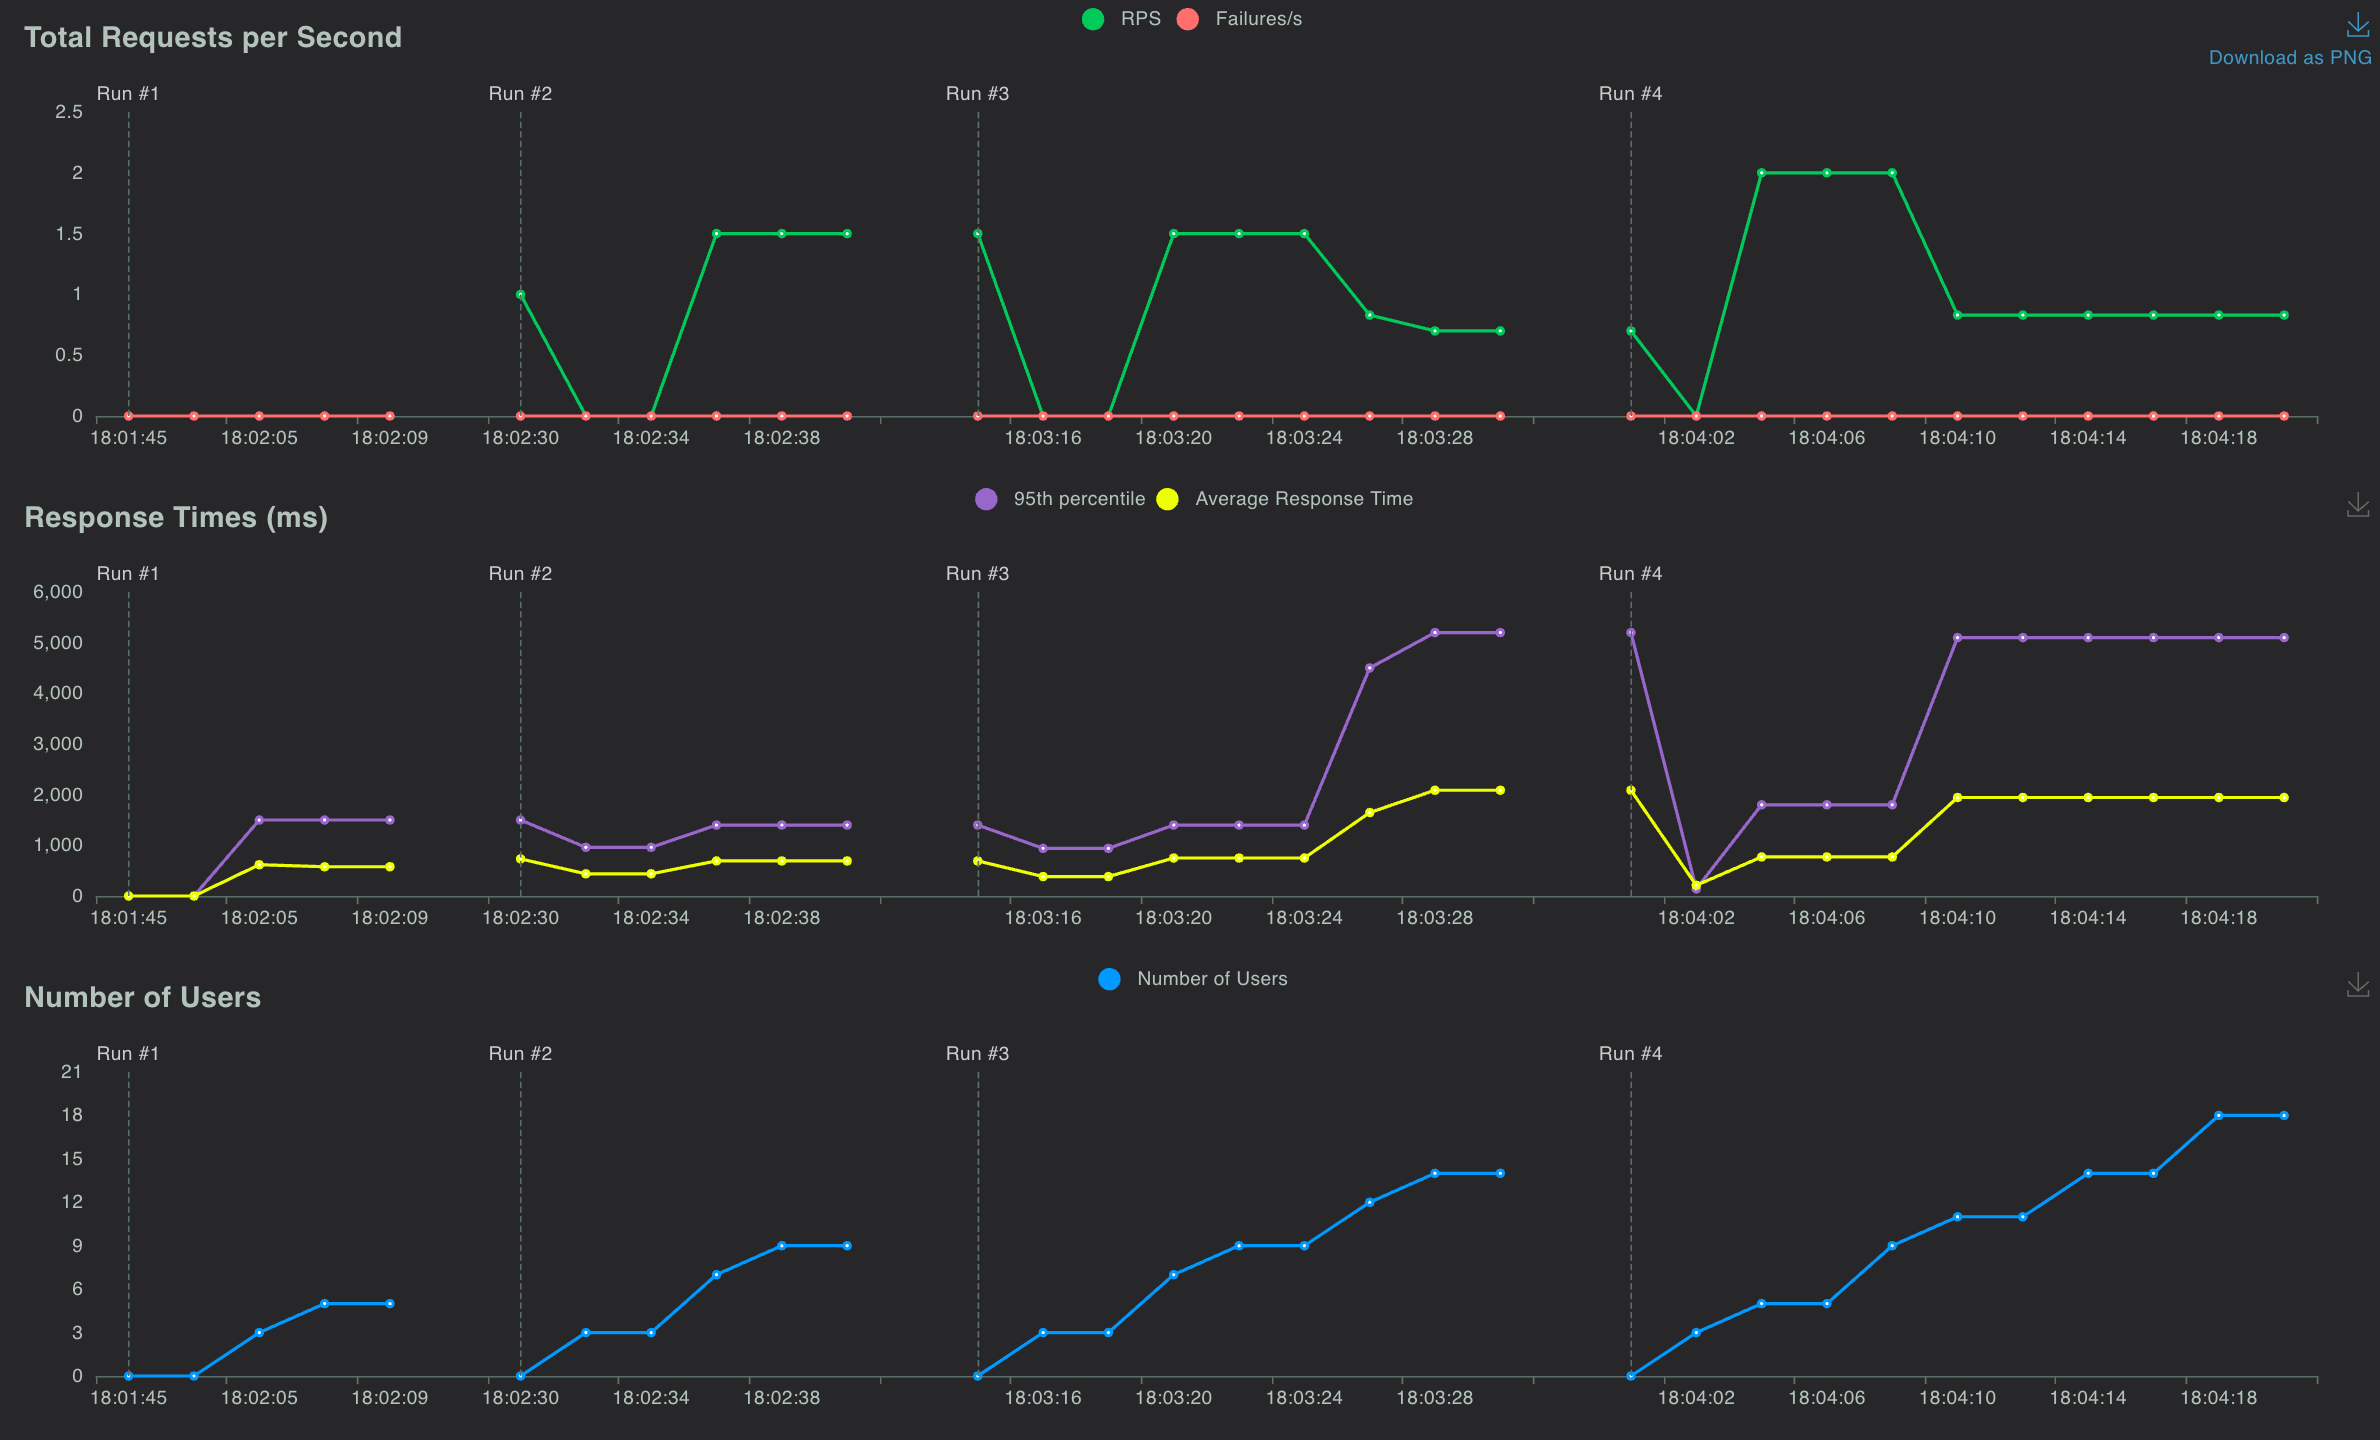 Total Requests per Second
RPS Failures/s
Download as PNG
Run #1 Run #2 Run #3 Run #4
2.5
2
1.5
1
0.5
0
18:01:45 18:02:05 18:02:09 18:02:30 18:02:34 18:02:38 18:03:16 18:03:20 18:03:24 18:03:28 18:04:02 18:04:06 18:04:10 18:04:14 18:04:18
Response Times (ms)
95th percentile Average Response Time
Run #1 Run #2 Run #3 Run #4
6,000
5,000
4,000
3,000
2,000
1,000
0
18:01:45 18:02:05 18:02:09 18:02:30 18:02:34 18:02:38 18:03:16 18:03:20 18:03:24 18:03:28 18:04:02 18:04:06 18:04:10 18:04:14 18:04:18
Number of Users
Number of Users
Run #1 Run #2 Run #3 Run #4
21
18
15
12
9
6
3
0
18:01:45 18:02:05 18:02:09 18:02:30 18:02:34 18:02:38 18:03:16 18:03:20 18:03:24 18:03:28 18:04:02 18:04:06 18:04:10 18:04:14 18:04:18